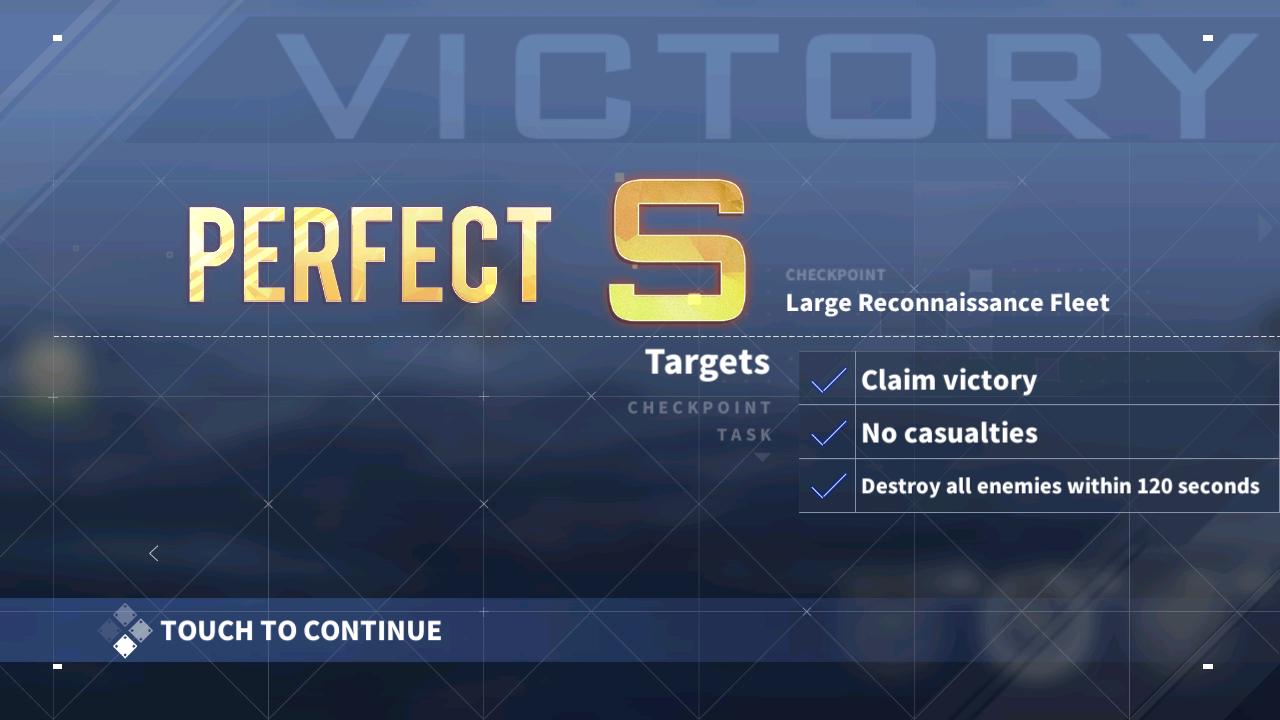 VICTORY
PERFECT S
CHECKPOINT
Large Reconnaissance Fleet
Targets
CHECKPOINT
TASK
Claim victory
No casualties
Destroy all enemies within 120 seconds
TOUCH TO CONTINUE